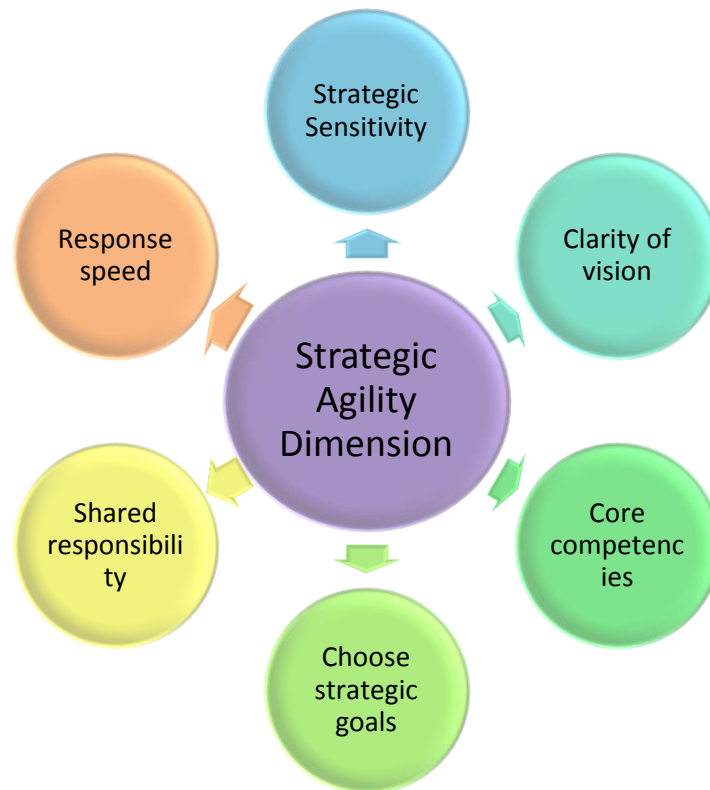 Strategic
Sensitivity
Response
speed
Clarity of
vision
Strategic
Agility
Dimension
Shared
responsibili
ty
Core
competenc
ies
Choose
strategic
goals